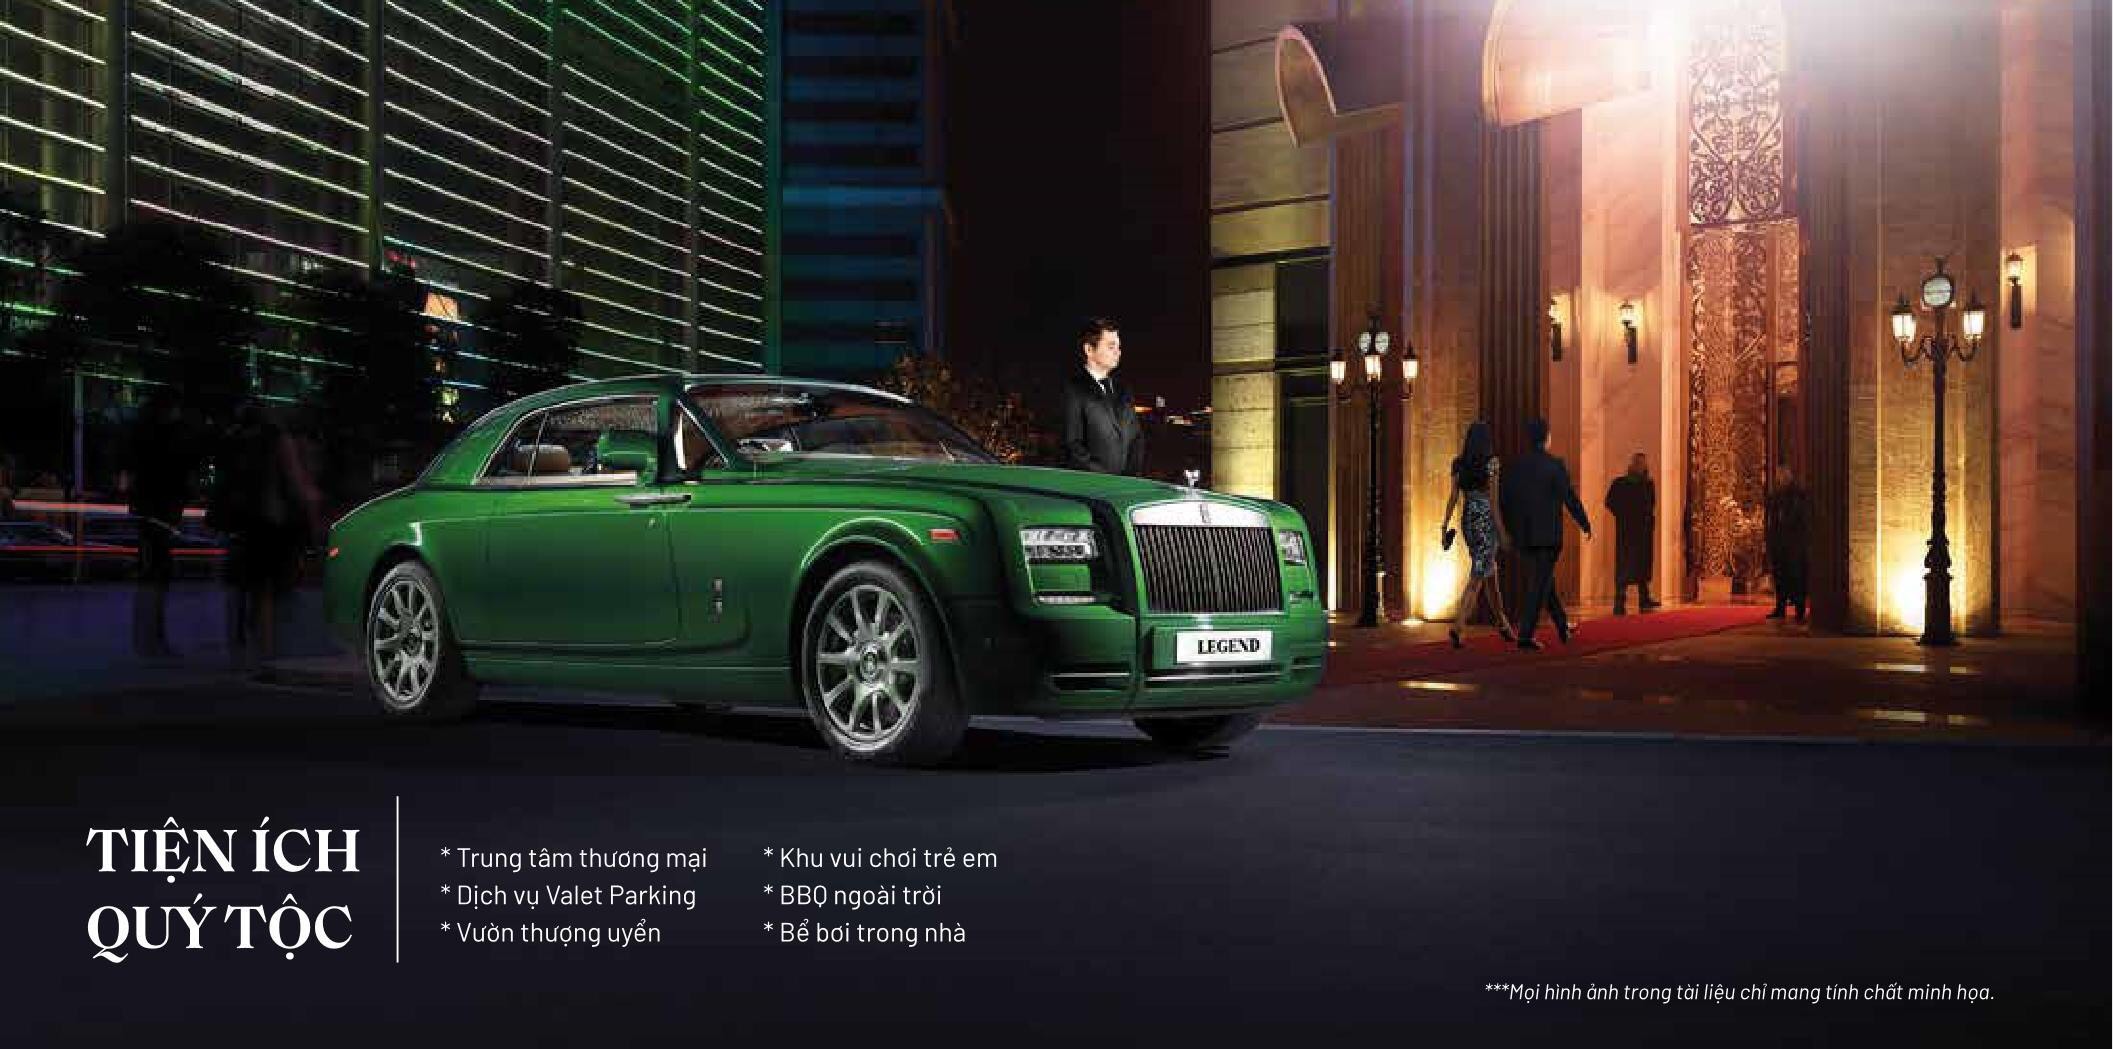 LEGEND
TIỆN ÍCH
QUÝ TỘC
* Trung tâm thương mại
* Dịch vụ Valet Parking
* Vườn thượng uyển
* Khu vui chơi trẻ em
* BBQ ngoài trời
* Bể bơi trong nhà
***Mọi hình ảnh trong tài liệu chỉ mang tính chất minh họa.